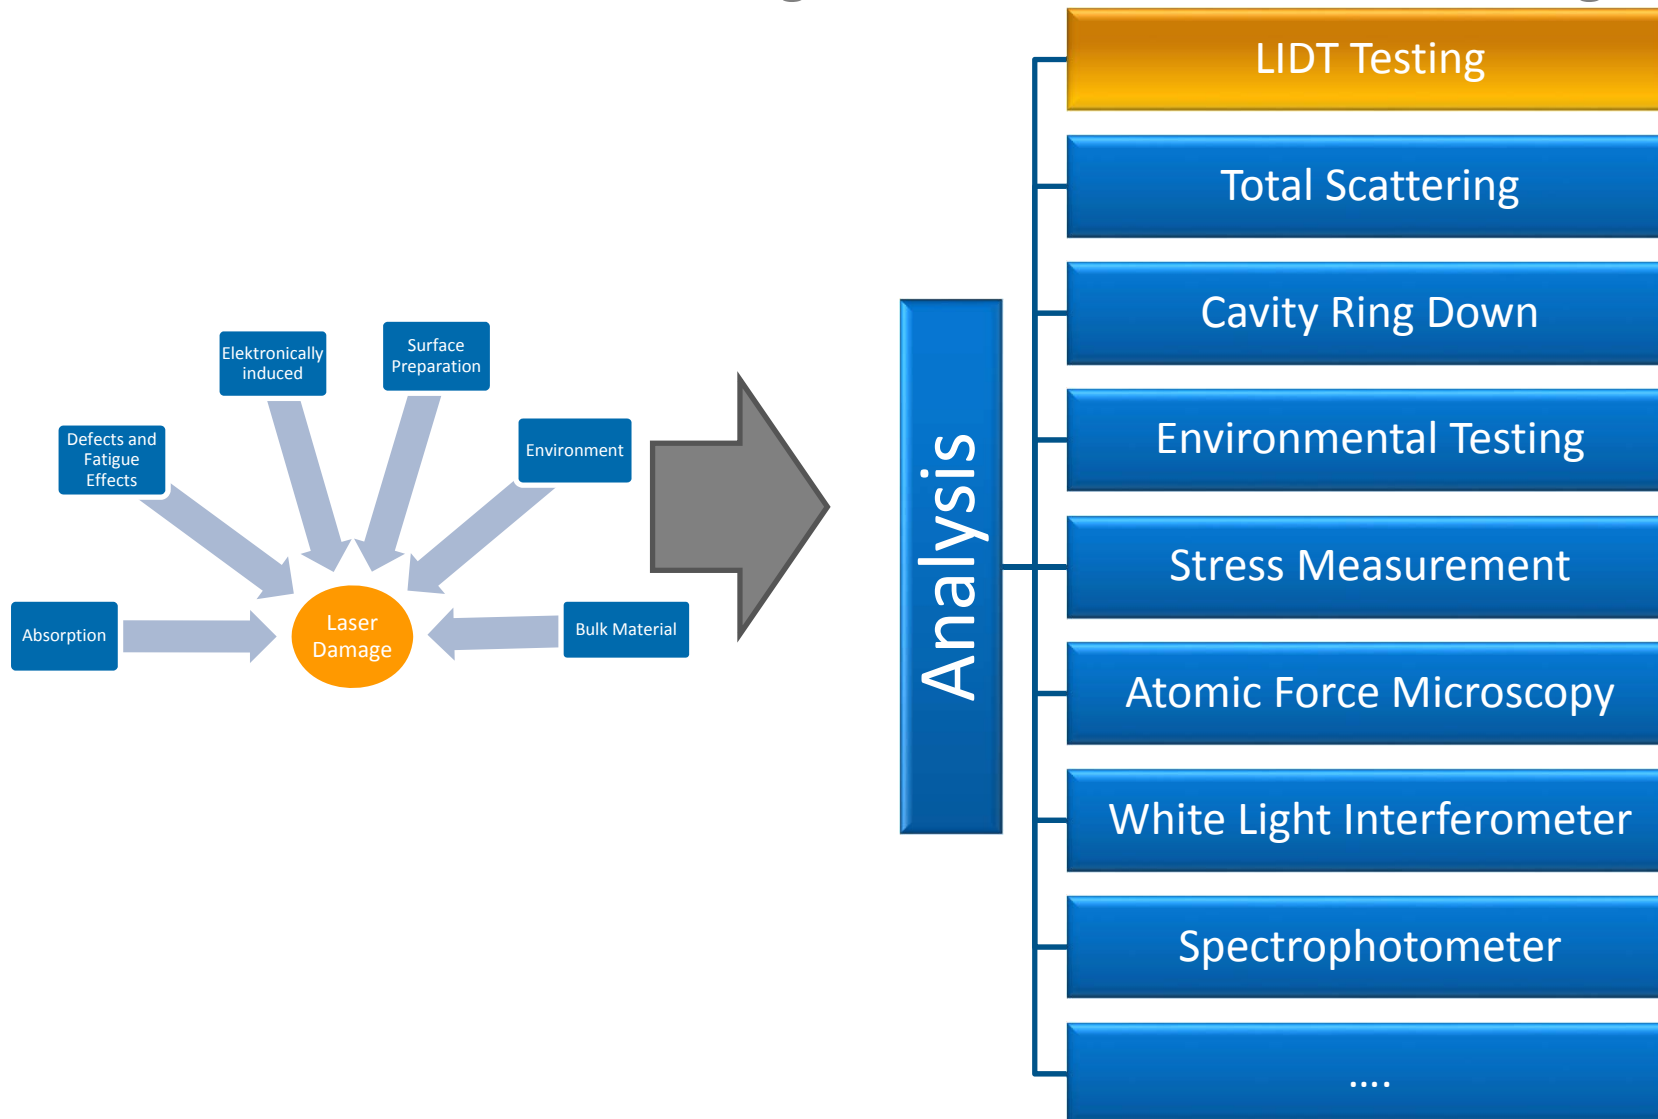 Elektronically
induced
Surface
Preparation
Defects and
Fatigue
Effects
Environment
Absorption
Laser
Damage
Bulk Material
Analysis
LIDT Testing
Total Scattering
Cavity Ring Down
Environmental Testing
Stress Measurement
Atomic Force Microscopy
White Light Interferometer
Spectrophotometer
....